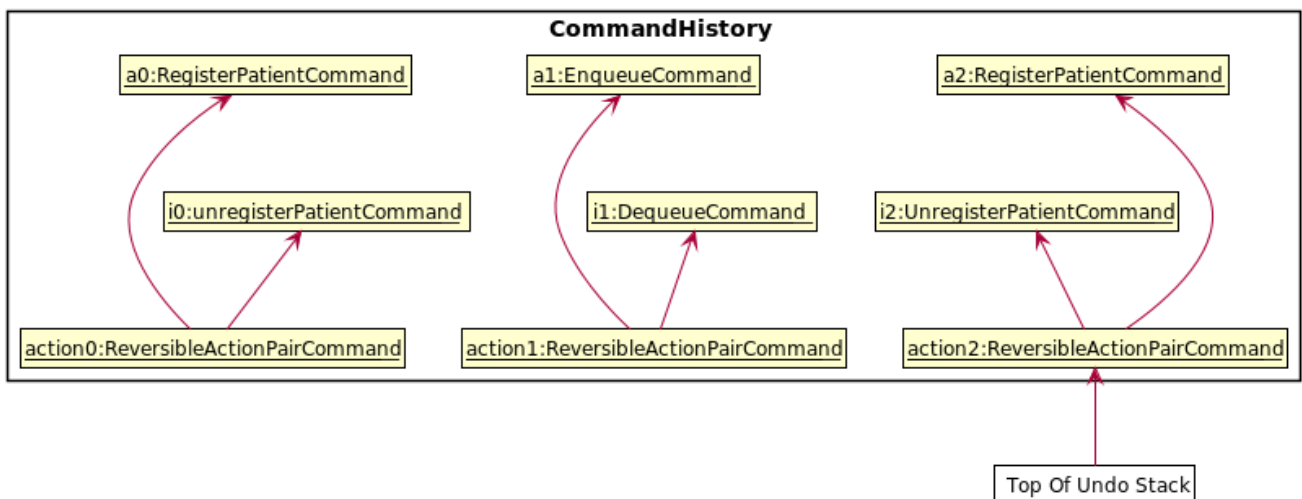 CommandHistory
a0:RegisterPatientCommand
a1:EnqueueCommand
a2:RegisterPatientCommand
i0:unregisterPatientCommand
i1:DequeueCommand
i2:UnregisterPatientCommand
action0:ReversibleActionPairCommand
action1:ReversibleActionPairCommand
action2:ReversibleActionPairCommand
Top Of Undo Stack